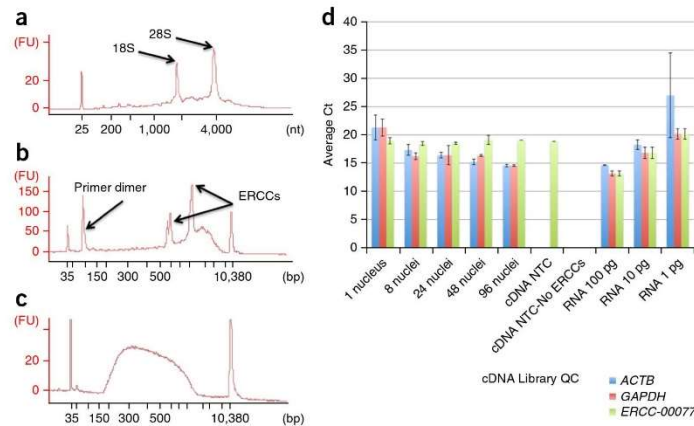 a
(FU)
28S
18S
20
0
25 200 1,000 4,000 (nt)
b
(FU)
150
100
50
0
Primer dimer
ERCCs
35 150 300 500 10,380 (bp)
c
(FU)
20
0
35 150 300 500 10,380 (bp)
d
Average Ct
40
35
30
25
20
15
10
5
0
1 nucleus
8 nuclei
24 nuclei
48 nuclei
96 nuclei
cDNA NTC
cDNA NTC-No ERCCs
RNA 100 pg
RNA 10 pg
RNA 1 pg
cDNA Library QC
ACTB
GAPDH
ERCC-00077